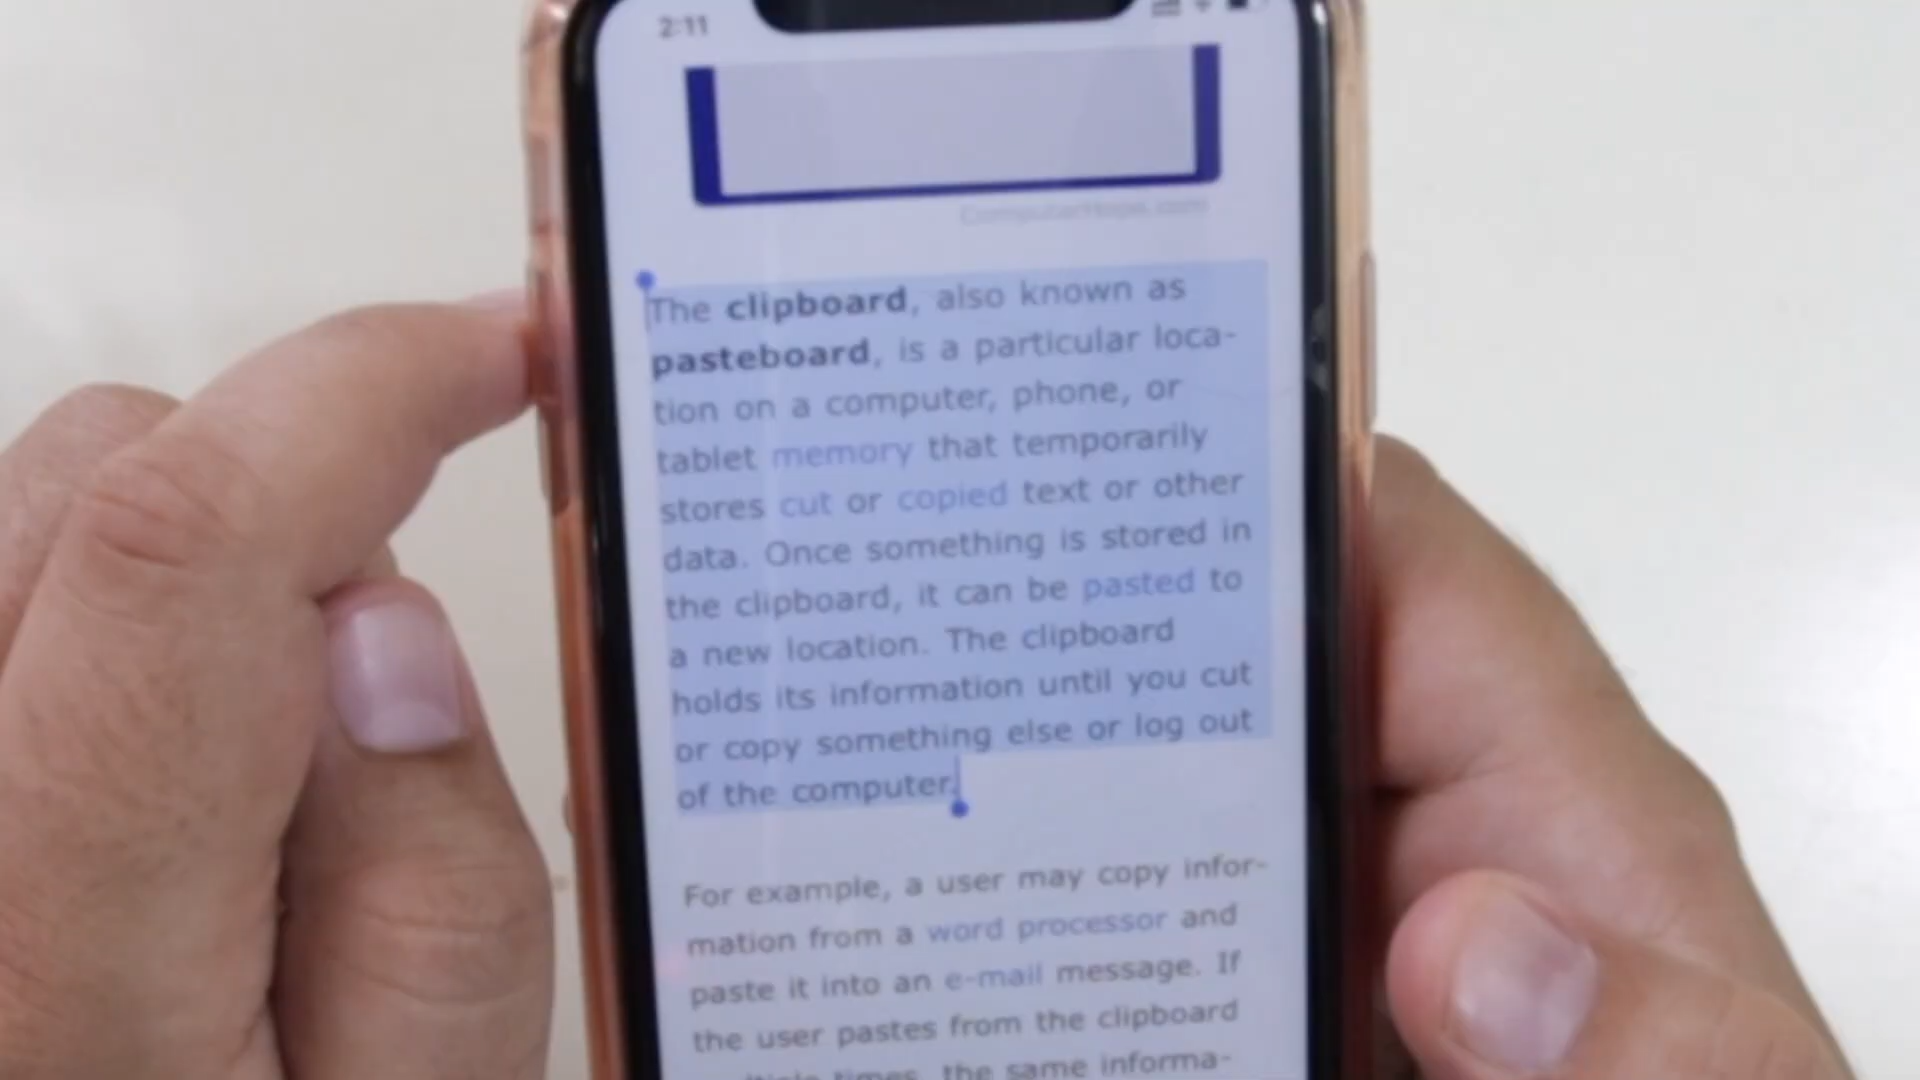 2:11
ComputerHope.com
The clipboard, also known as
pasteboard, is a particular loca-
tion on a computer, phone, or
tablet memory that temporarily
stores cut or copied text or other
data. Once something is stored in
the clipboard, it can be pasted to
a new location. The clipboard
holds its information until you cut
or copy something else or log out
of the computer.
For example, a user may copy infor-
mation from a word processor and
paste it into an e-mail message. If
the user pastes from the clipboard
times, the same informa-